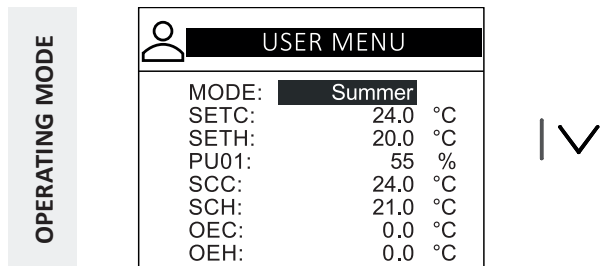 OPERATING MODE
USER MENU
MODE: Summer
SETC: 24.0 °C
SETH: 20.0 °C
PU01: 55 %
SCC: 24.0 °C
SCH: 21.0 °C
OEC: 0.0 °C
OEH: 0.0 °C